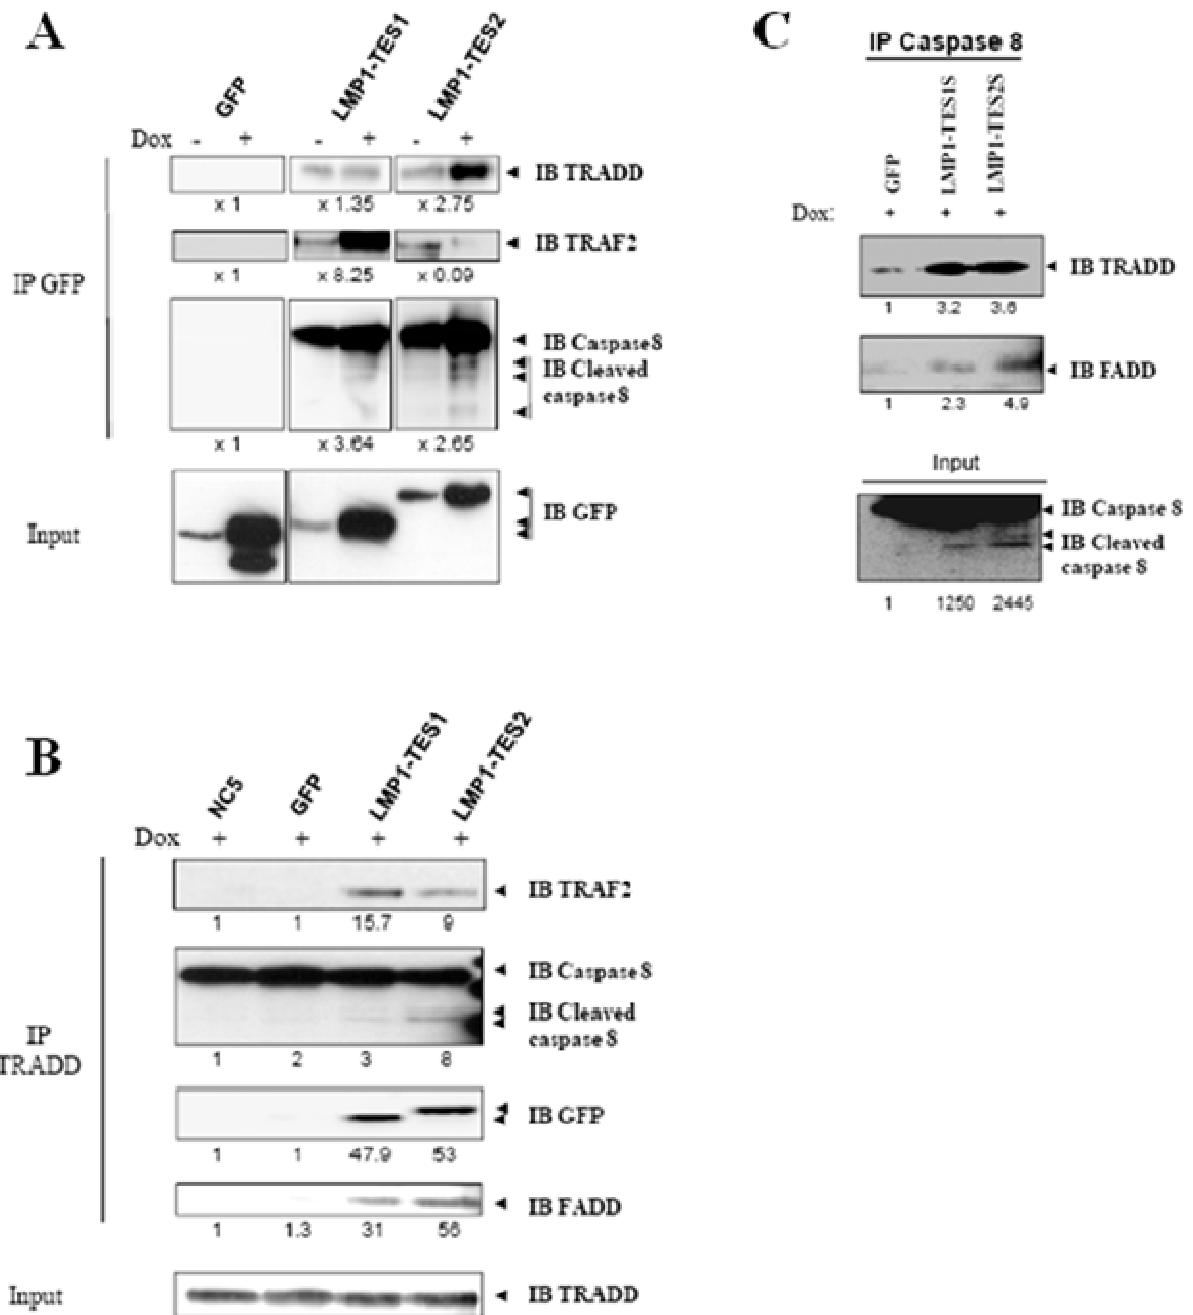 A
GFP
LMP1-TES1
LMP1-TES2
Dox - + - + - +
IB TRADD
x 1 x 1.35 x 2.75
IB TRAF2
x 1 x 8.25 x 0.09
IP GFP
IB Caspase8
IB Cleaved
caspase8
x 1 x 3.64 x 2.65
Input
IB GFP
C
IP Caspase 8
GFP
LMP1-TES1S
LMP1-TES2S
Dox: + + +
IB TRADD
1 3.2 3.6
IB FADD
1 2.3 4.9
Input
IB Caspase 8
IB Cleaved
caspase 8
1 1250 2445
B
NC5
GFP
LMP1-TES1
LMP1-TES2
Dox + + + +
IB TRAF2
1 1 15.7 9
IB Caspase8
IB Cleaved
caspase8
1 2 3 8
IP
TRADD
IB GFP
1 1 47.9 53
IB FADD
1 1.3 31 56
Input
IB TRADD